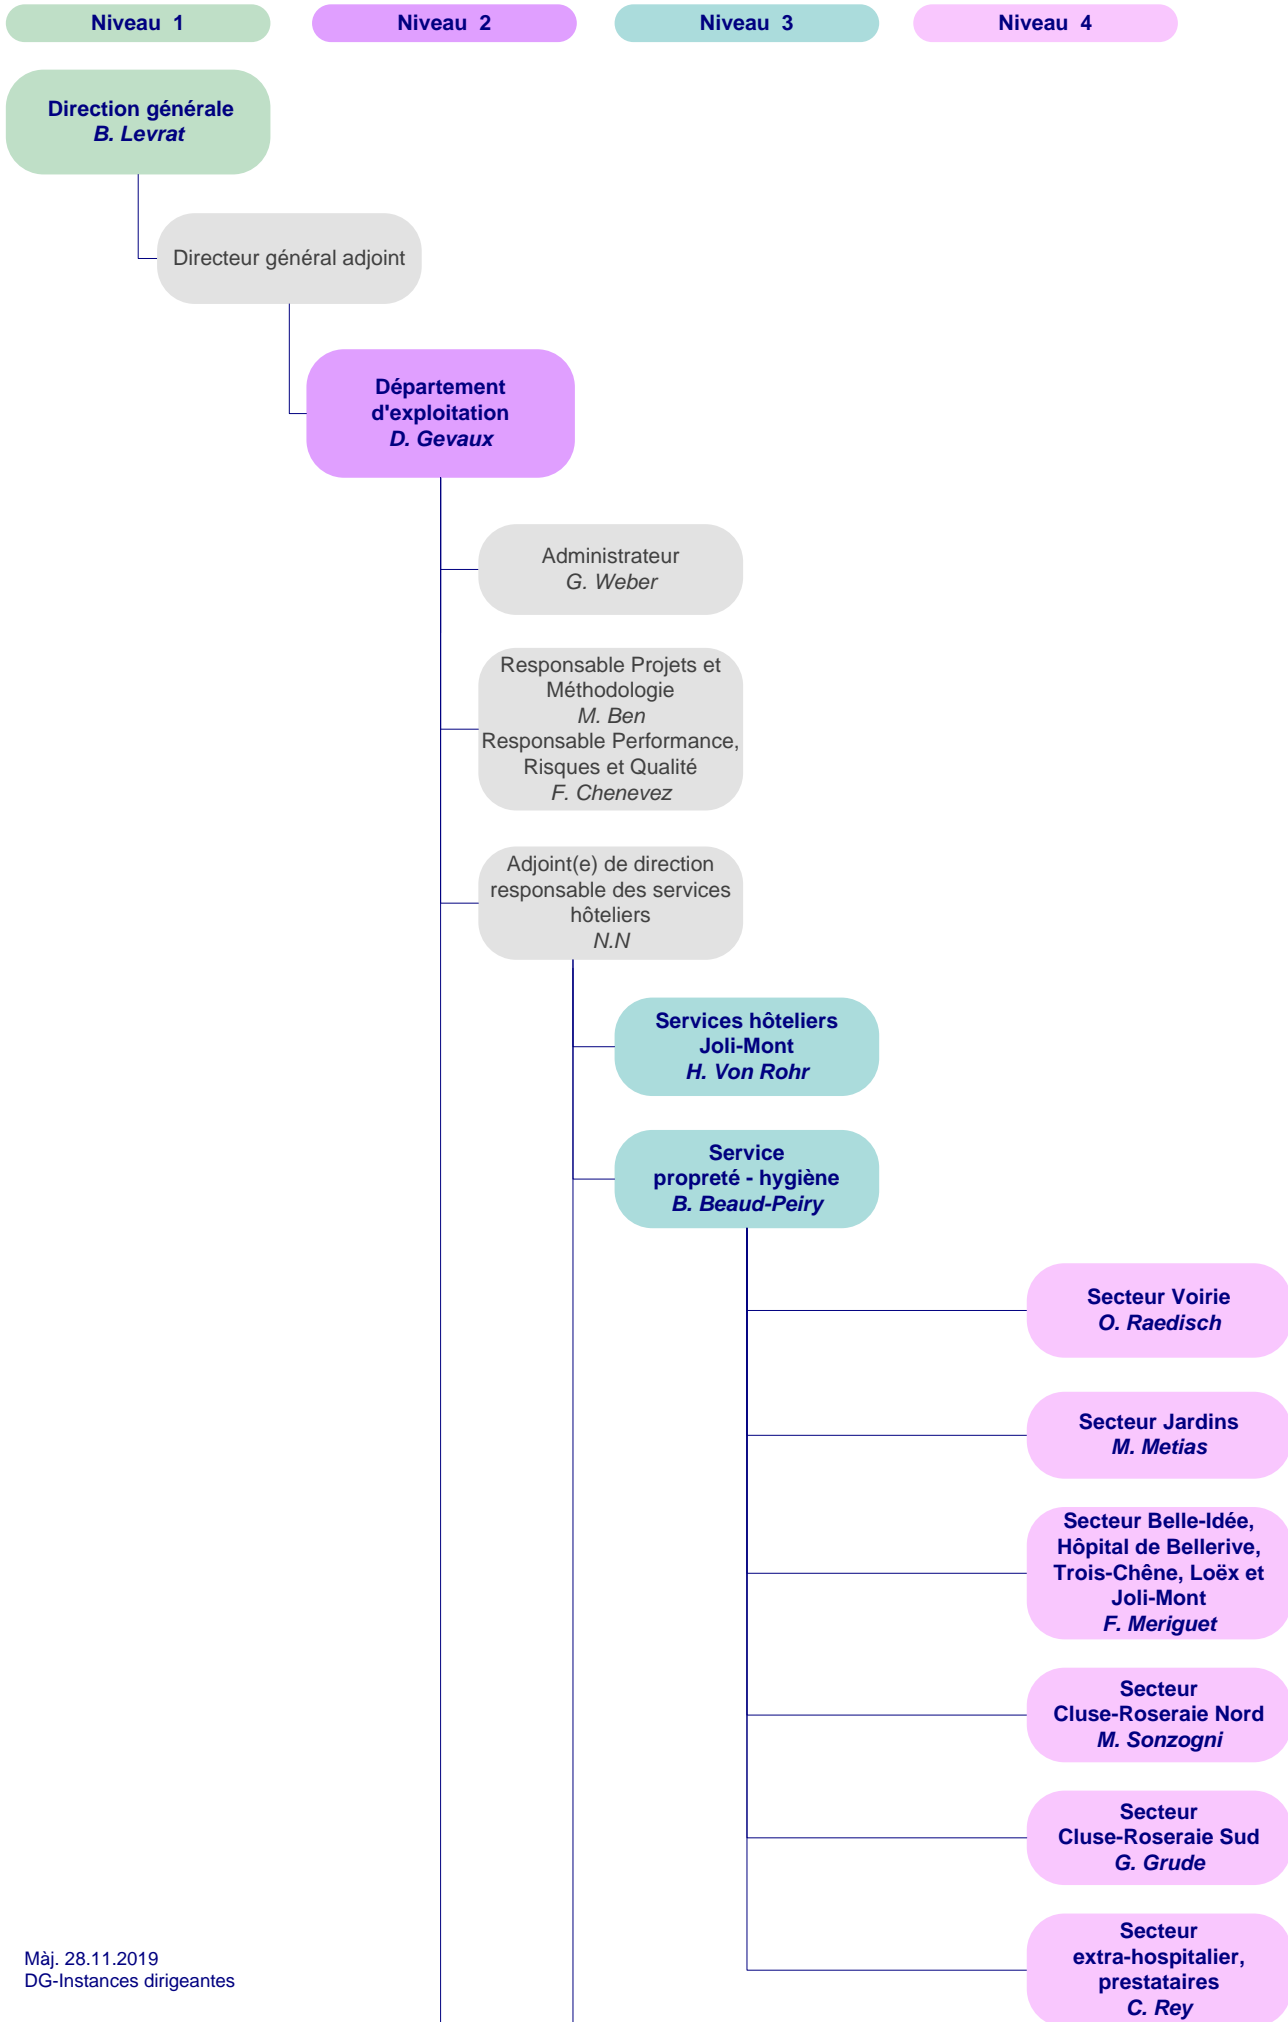 Niveau 1
Niveau 2
Niveau 3
Niveau 4
Direction générale
B. Levrat
Directeur général adjoint
Département
d'exploitation
D. Gevaux
Administrateur
G. Weber
Responsable Projets et
Méthodologie
M. Ben
Responsable Performance,
Risques et Qualité
F. Chenevez
Adjoint(e) de direction
responsable des services
hôteliers
N.N
Services hôteliers
Joli-Mont
H. Von Rohr
Service
propreté - hygiène
B. Beaud-Peiry
Secteur Voirie
O. Raedisch
Secteur Jardins
M. Metias
Secteur Belle-Idée,
Hôpital de Bellerive,
Trois-Chêne, Loëx et
Joli-Mont
F. Meriguet
Secteur
Cluse-Roseraie Nord
M. Sonzogni
Secteur
Cluse-Roseraie Sud
G. Grude
Secteur
extra-hospitalier,
prestataires
C. Rey
Màj. 28.11.2019
DG-Instances dirigeantes